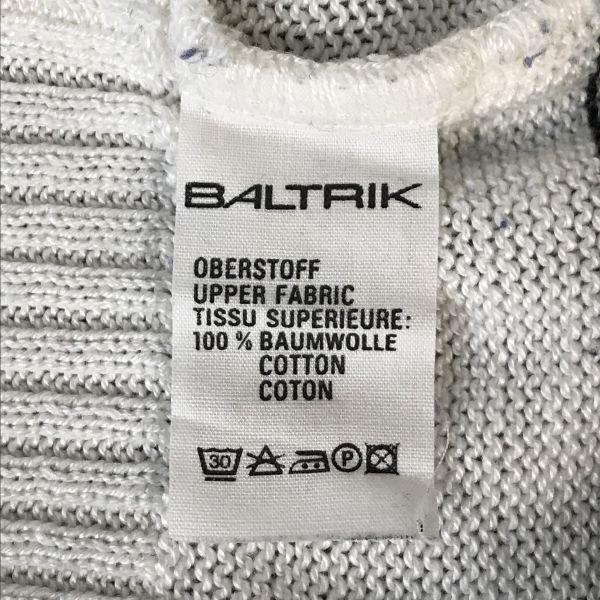 BALTRIK
OBERSTOFF
UPPER FABRIC
TISSU SUPERIEURE:
100 % BAUMWOLLE
COTTON
COTON
30 P